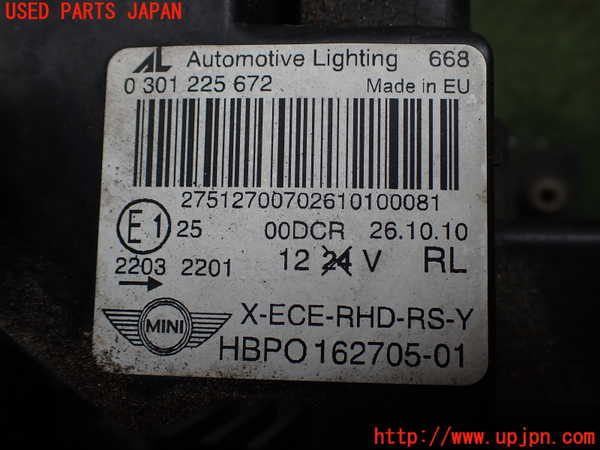 USED PARTS JAPAN
AL Automotive Lighting 668
0 301 225 672 Made in EU
27512700702610100081
E1 25 00DCR 26.10.10
2203 2201 12 24 V RL
MINI X-ECE-RHD-RS-Y
HBPO 162705-01
http://www.upjpn.com/